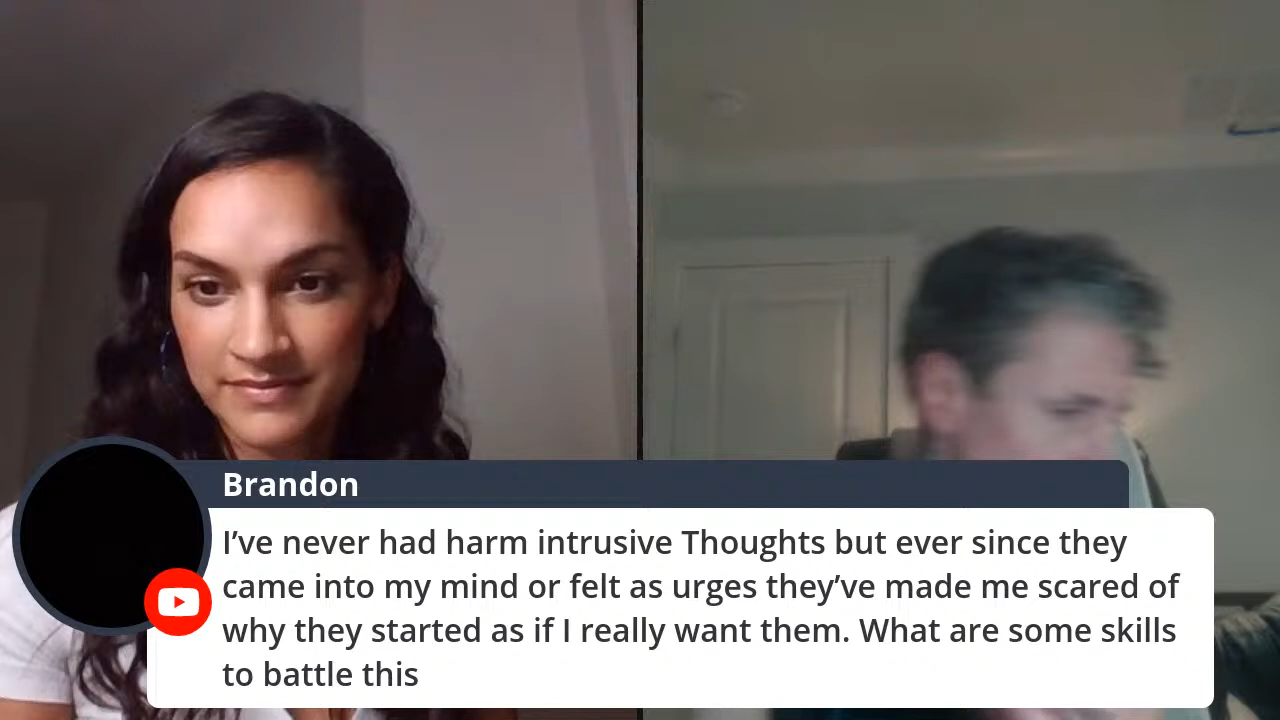 Brandon
I’ve never had harm intrusive Thoughts but ever since they
came into my mind or felt as urges they’ve made me scared of
why they started as if I really want them. What are some skills
to battle this